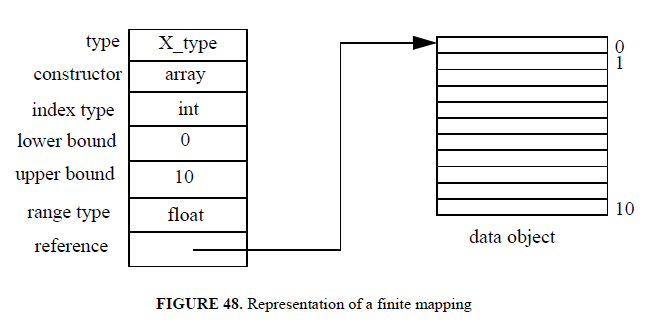 type X_type
constructor array
index type int
lower bound 0
upper bound 10
range type float
reference
0
1
10
data object
FIGURE 48. Representation of a finite mapping